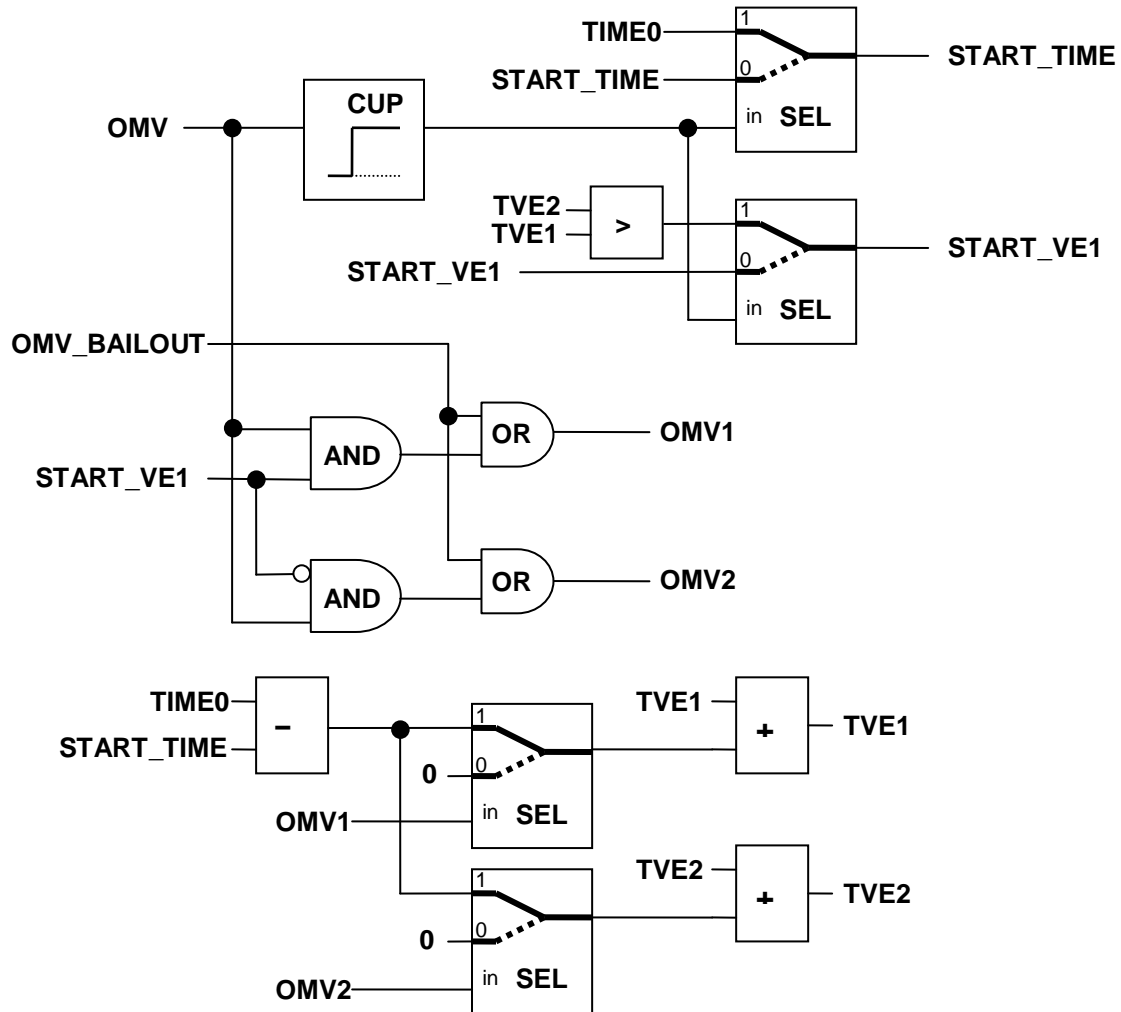 1
TIME0
START_TIME
0
START_TIME
CUP
OMV
in SEL
TVE2
1
TVE1
>
START_VE1
0
START_VE1
in SEL
OMV_BAILOUT
OR
OMV1
AND
START_VE1
OR
OMV2
AND
TIME0
TVE1
1
-
TVE1
START_TIME
+
0
0
in SEL
OMV1
TVE2
1
TVE2
+
0
0
in SEL
OMV2